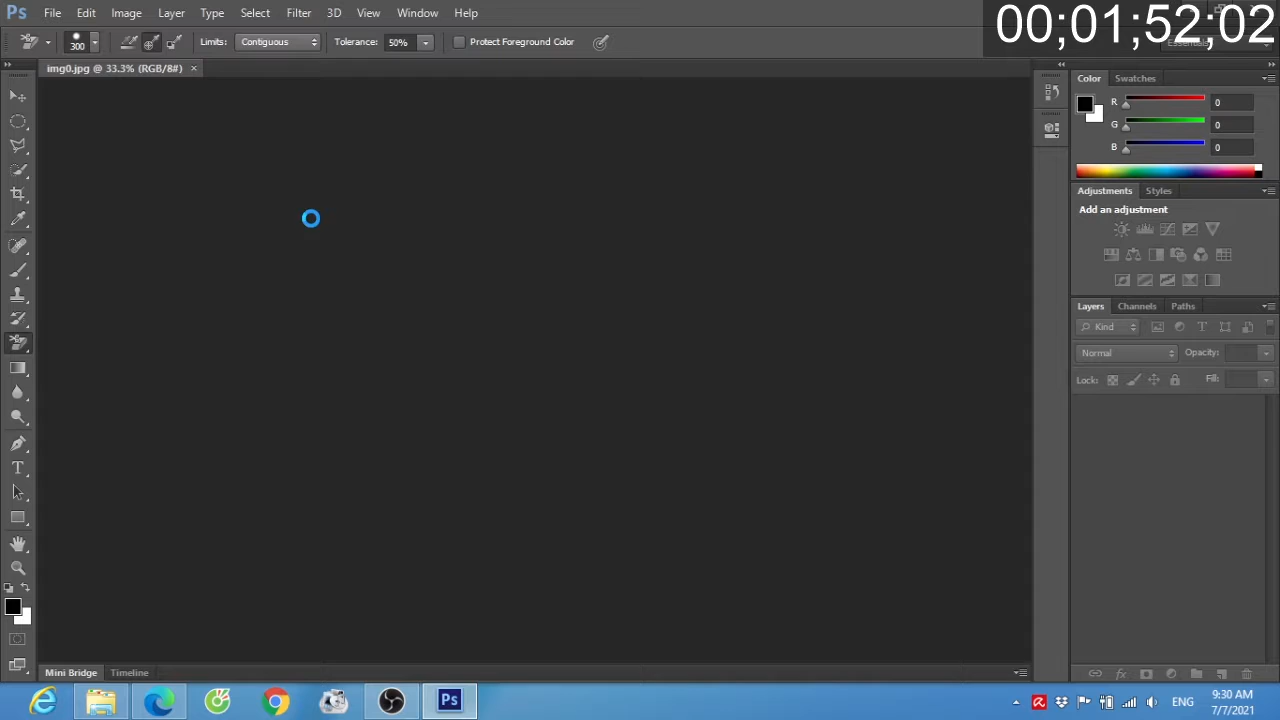 Ps File Edit Image Layer Type Select Filter 3D View Window Help
00;01;52;02
300 Limits: Contiguous Tolerance: 50% Protect Foreground Color
img0.jpg @ 33.3% (RGB/8#) ×
Color Swatches
R 0
G 0
B 0
Adjustments Styles
Add an adjustment
Layers Channels Paths
Kind
Normal Opacity:
Lock: Fill:
Mini Bridge Timeline
Ps
ENG
9:30 AM
7/7/2021